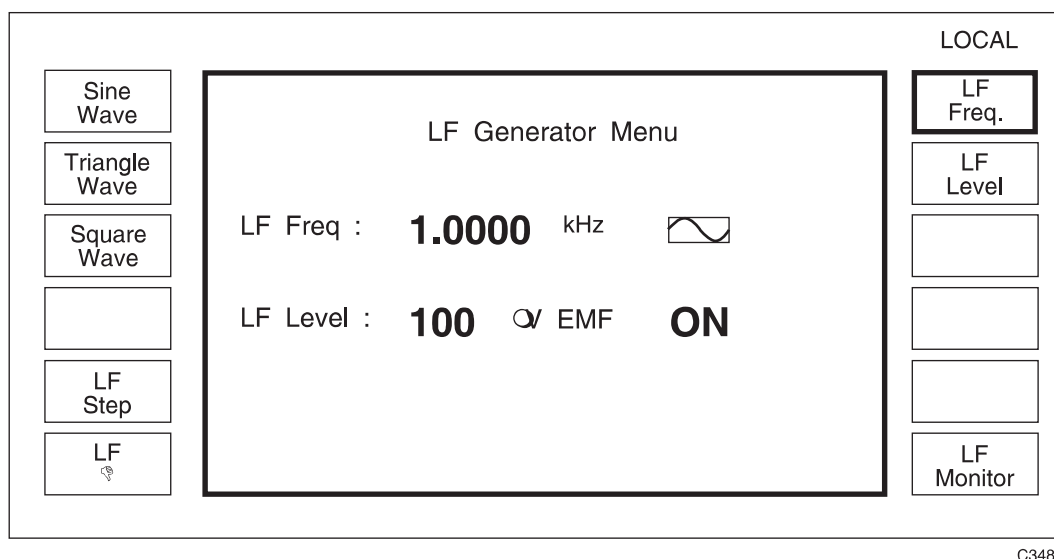 LOCAL
Sine
Wave
Triangle
Wave
Square
Wave
LF
Step
LF
LF Generator Menu
LF Freq : 1.0000 kHz
LF Level : 100 V EMF ON
LF
Freq.
LF
Level
LF
Monitor
C348